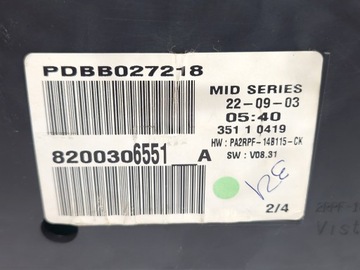 PDBB027218
MID SERIES
22-09-03
05:40
351 1 0419
HW : PA2RPF-14B115-CK
SW : V08.31
8200306551 A
2/4